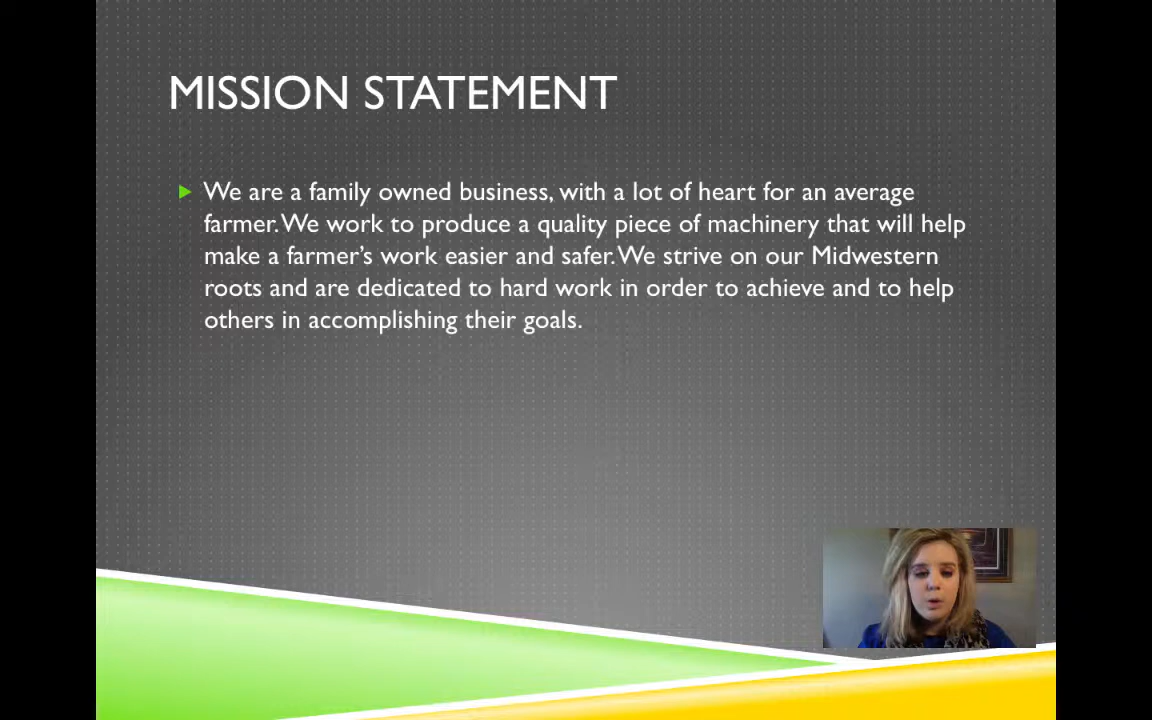 MISSION STATEMENT
We are a family owned business, with a lot of heart for an average
farmer. We work to produce a quality piece of machinery that will help
make a farmer's work easier and safer. We strive on our Midwestern
roots and are dedicated to hard work in order to achieve and to help
others in accomplishing their goals.